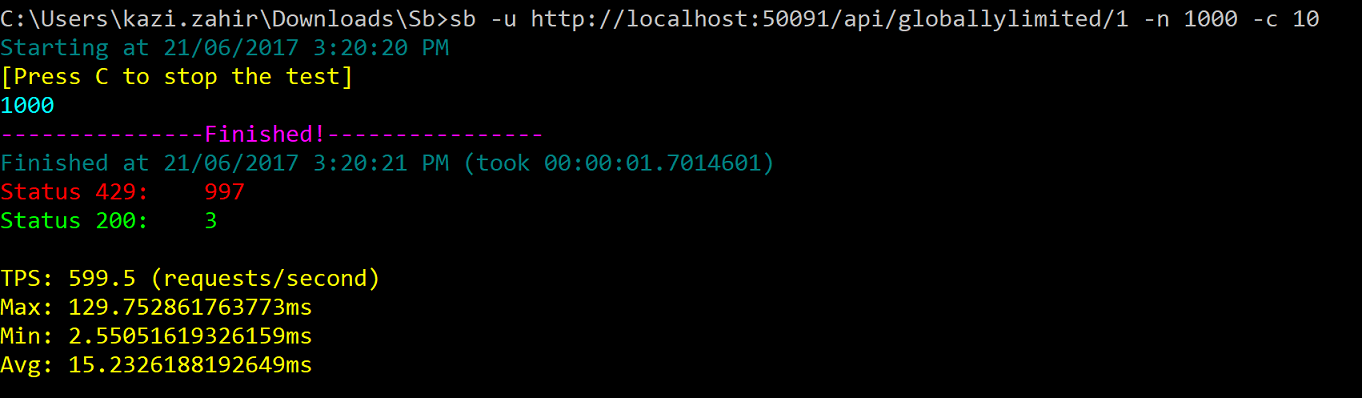 C:\Users\kazi.zahir\Downloads\Sb>sb -u http://localhost:50091/api/globallylimited/1 -n 1000 -c 10
Starting at 21/06/2017 3:20:20 PM
[Press C to stop the test]
1000
---------------Finished!----------------
Finished at 21/06/2017 3:20:21 PM (took 00:00:01.7014601)
Status 429:    997
Status 200:    3
TPS: 599.5 (requests/second)
Max: 129.752861763773ms
Min: 2.55051619326159ms
Avg: 15.2326188192649ms